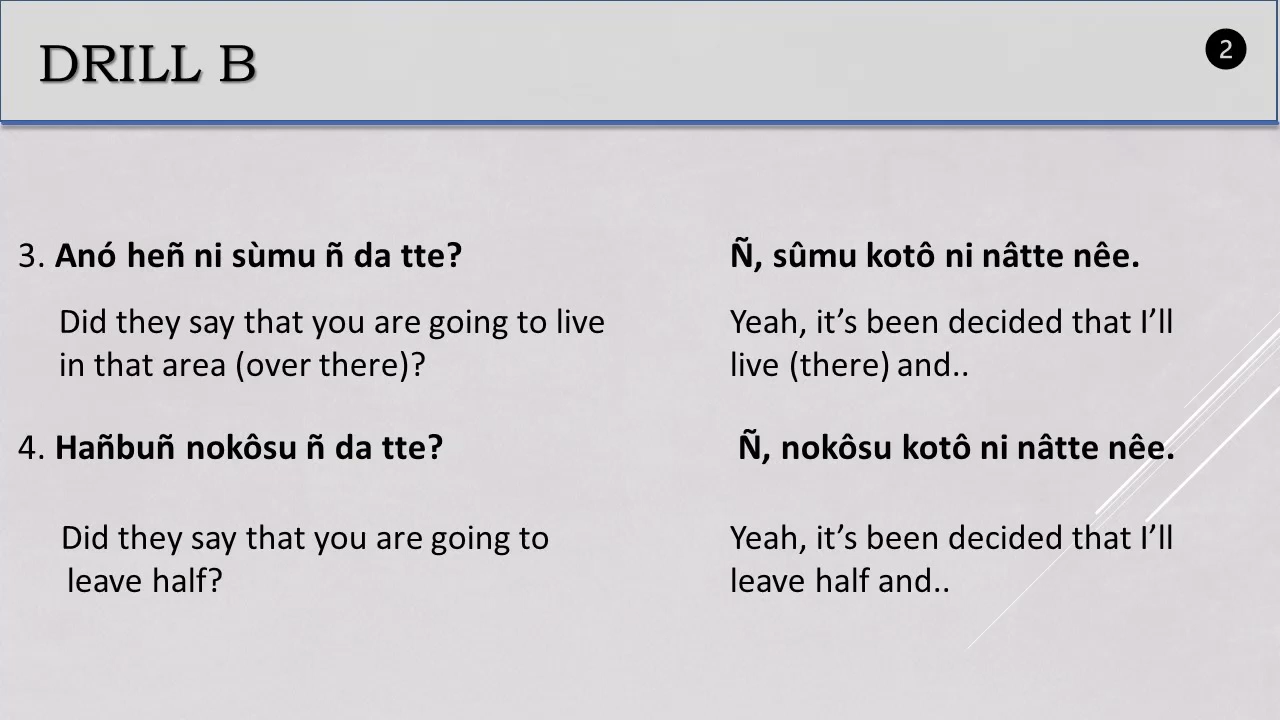 DRILL B
2
3. Anó heñ ni sùmu ñ da tte?
Ñ, sûmu kotô ni nâtte nêe.
Did they say that you are going to live
in that area (over there)?
Yeah, it’s been decided that I’ll
live (there) and..
4. Hañbuñ nokôsu ñ da tte?
Ñ, nokôsu kotô ni nâtte nêe.
Did they say that you are going to
leave half?
Yeah, it’s been decided that I’ll
leave half and..